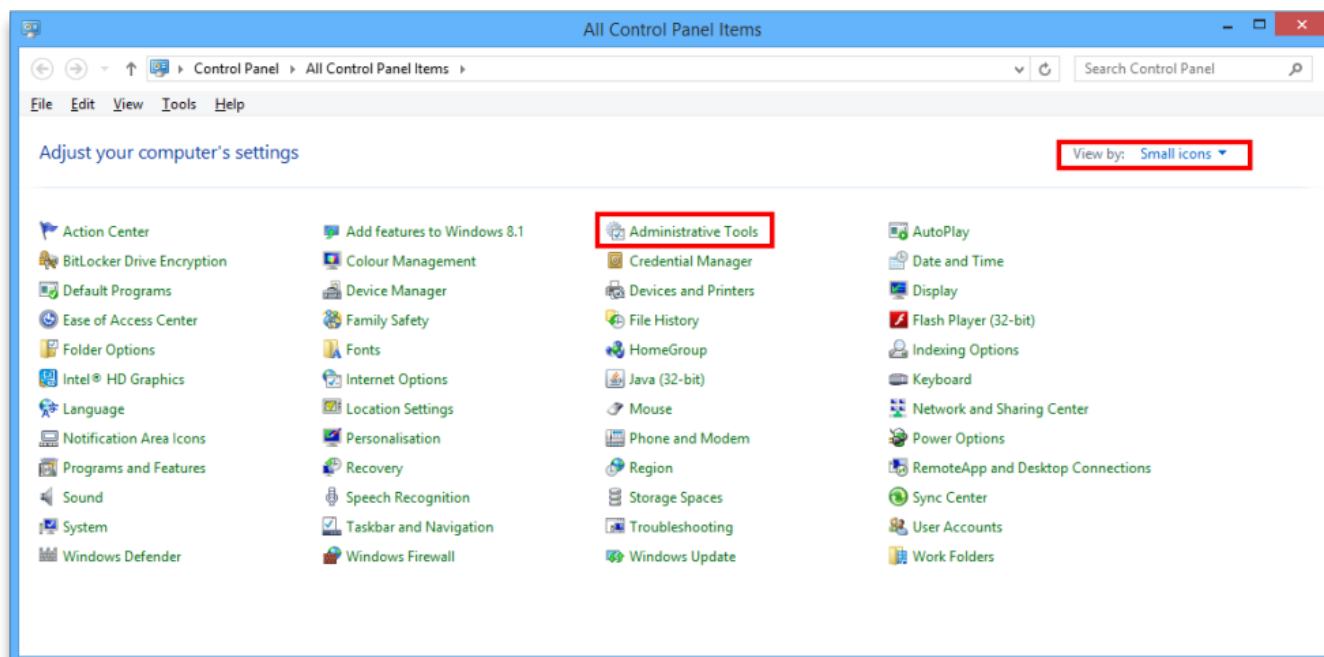 All Control Panel Items
Control Panel All Control Panel Items Search Control Panel
File Edit View Tools Help
Adjust your computer's settings View by: Small icons
Action Center Add features to Windows 8.1 Administrative Tools AutoPlay
BitLocker Drive Encryption Colour Management Credential Manager Date and Time
Default Programs Device Manager Devices and Printers Display
Ease of Access Center Family Safety File History Flash Player (32-bit)
Folder Options Fonts HomeGroup Indexing Options
Intel® HD Graphics Internet Options Java (32-bit) Keyboard
Language Location Settings Mouse Network and Sharing Center
Notification Area Icons Personalisation Phone and Modem Power Options
Programs and Features Recovery Region RemoteApp and Desktop Connections
Sound Speech Recognition Storage Spaces Sync Center
System Taskbar and Navigation Troubleshooting User Accounts
Windows Defender Windows Firewall Windows Update Work Folders